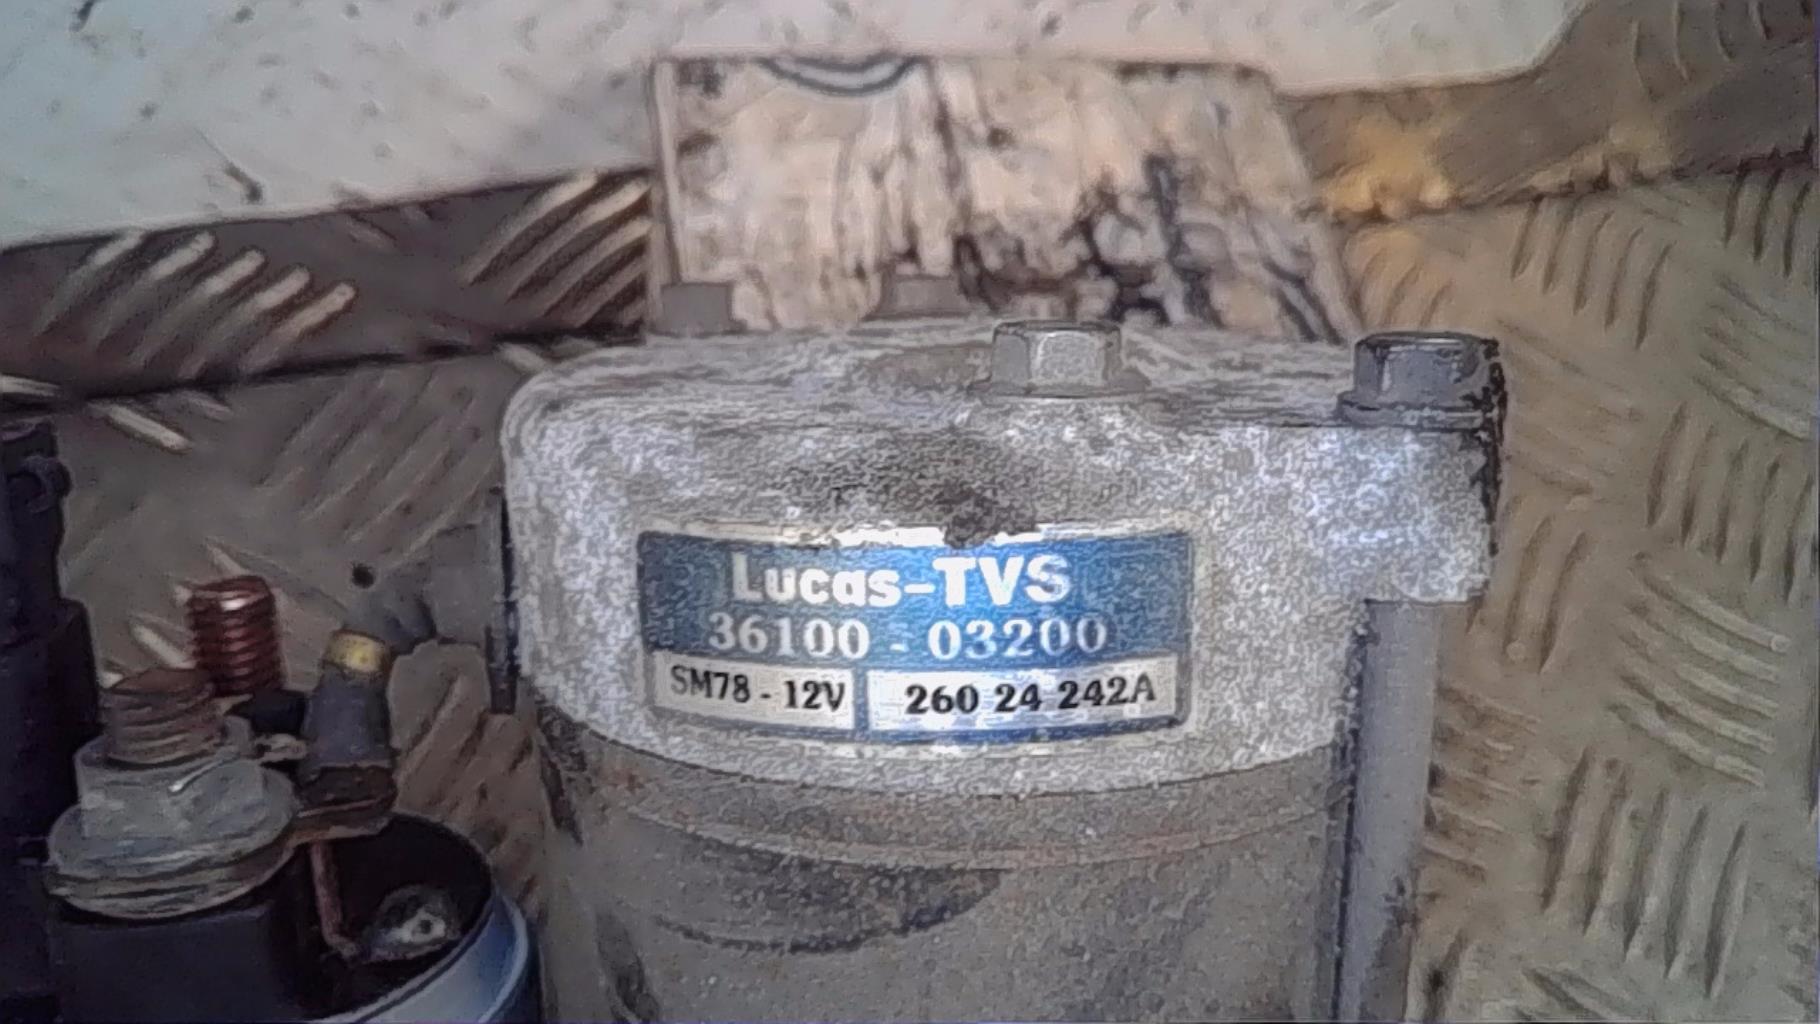 Lucas-TVS
36100 - 03200
SM78 - 12V 260 24 242A